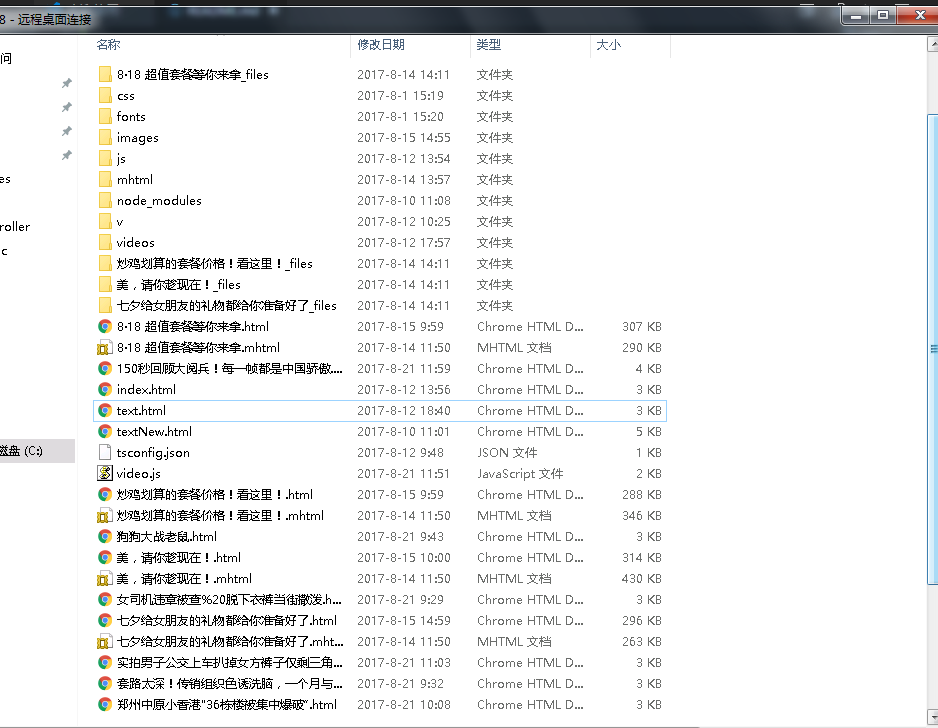 8 - 远程桌面连接
名称 修改日期 类型 大小
问
8·18 超值套餐等你来拿_files 2017-8-14 14:11 文件夹
css 2017-8-1 15:19 文件夹
fonts 2017-8-1 15:20 文件夹
images 2017-8-15 14:55 文件夹
js 2017-8-12 13:54 文件夹
es mhtml 2017-8-14 13:57 文件夹
node_modules 2017-8-10 11:08 文件夹
roller v 2017-8-12 10:25 文件夹
c videos 2017-8-12 17:57 文件夹
炒鸡划算的套餐价格！看这里！_files 2017-8-14 14:11 文件夹
美，请你趁现在！_files 2017-8-14 14:11 文件夹
七夕给女朋友的礼物都给你准备好了_files 2017-8-14 14:11 文件夹
8·18 超值套餐等你来拿.html 2017-8-15 9:59 Chrome HTML D... 307 KB
8·18 超值套餐等你来拿.mhtml 2017-8-14 11:50 MHTML 文档 290 KB
150秒回顾大阅兵！每一帧都是中国骄傲.... 2017-8-21 11:59 Chrome HTML D... 4 KB
index.html 2017-8-12 13:56 Chrome HTML D... 3 KB
text.html 2017-8-12 18:40 Chrome HTML D... 3 KB
textNew.html 2017-8-10 11:01 Chrome HTML D... 5 KB
磁盘 (C:) tsconfig.json 2017-8-12 9:48 JSON 文件 1 KB
video.js 2017-8-21 11:51 JavaScript 文件 2 KB
炒鸡划算的套餐价格！看这里！.html 2017-8-15 9:59 Chrome HTML D... 288 KB
炒鸡划算的套餐价格！看这里！.mhtml 2017-8-14 11:50 MHTML 文档 346 KB
狗狗大战老鼠.html 2017-8-21 9:43 Chrome HTML D... 3 KB
美，请你趁现在！.html 2017-8-15 10:00 Chrome HTML D... 314 KB
美，请你趁现在！.mhtml 2017-8-14 11:50 MHTML 文档 430 KB
女司机违章被查%20脱下衣裤当街撒泼.h... 2017-8-21 9:29 Chrome HTML D... 3 KB
七夕给女朋友的礼物都给你准备好了.html 2017-8-15 14:59 Chrome HTML D... 296 KB
七夕给女朋友的礼物都给你准备好了.mht... 2017-8-14 11:50 MHTML 文档 263 KB
实拍男子公交上车扒掉女方裤子仅剩三角... 2017-8-21 11:03 Chrome HTML D... 3 KB
套路太深！传销组织色诱洗脑，一个月与... 2017-8-21 9:32 Chrome HTML D... 3 KB
郑州中原小香港"36栋楼被集中爆破".html 2017-8-21 10:08 Chrome HTML D... 3 KB